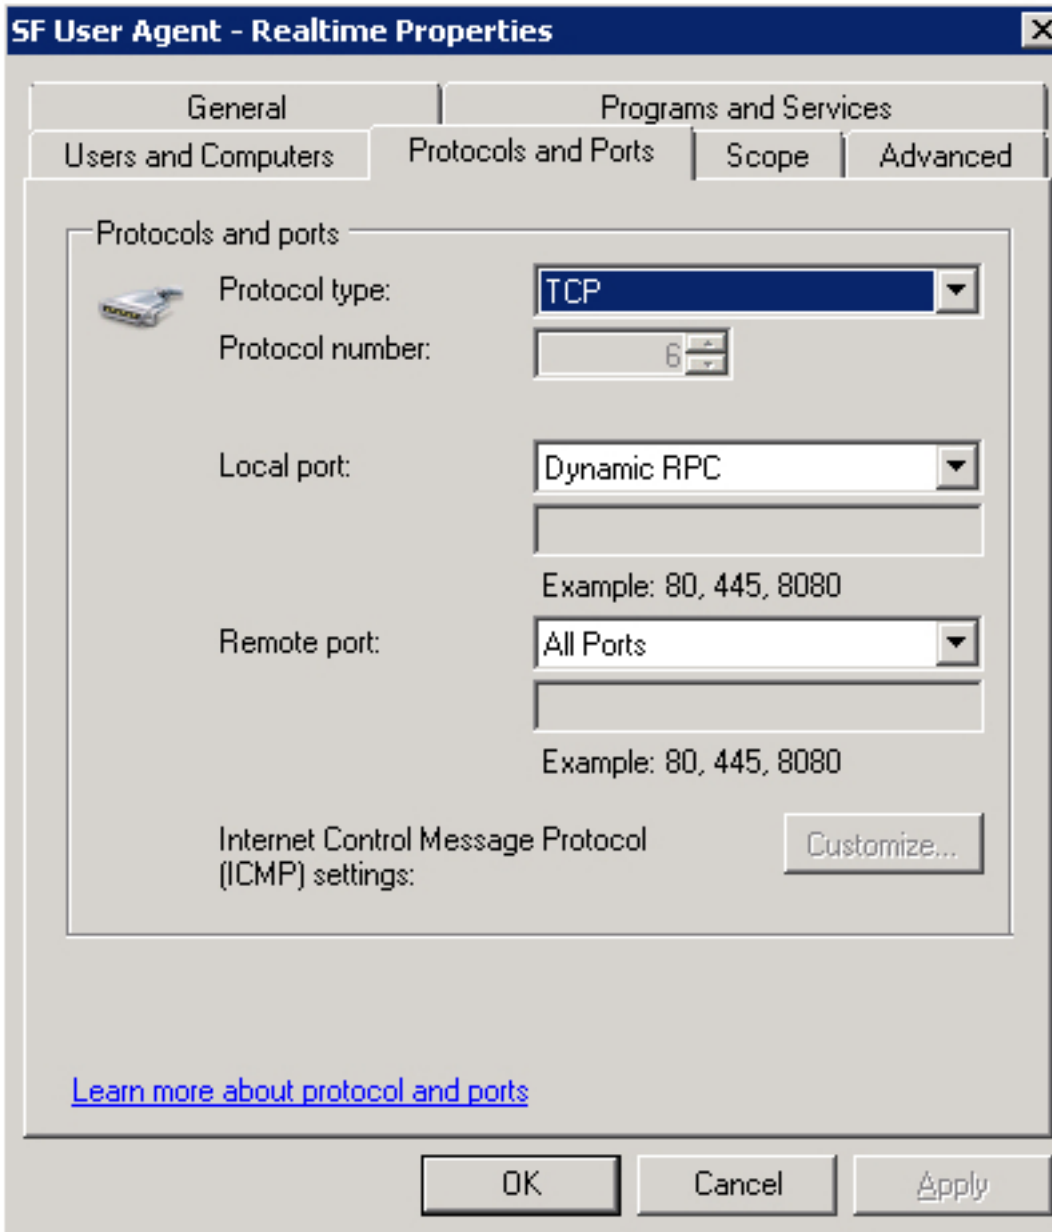 SF User Agent - Realtime Properties
General
Programs and Services
Users and Computers
Protocols and Ports
Scope
Advanced
Protocols and ports
Protocol type:
TCP
Protocol number:
6
Local port:
Dynamic RPC
Example: 80, 445, 8080
Remote port:
All Ports
Example: 80, 445, 8080
Internet Control Message Protocol
(ICMP) settings:
Customize...
Learn more about protocol and ports
OK
Cancel
Apply